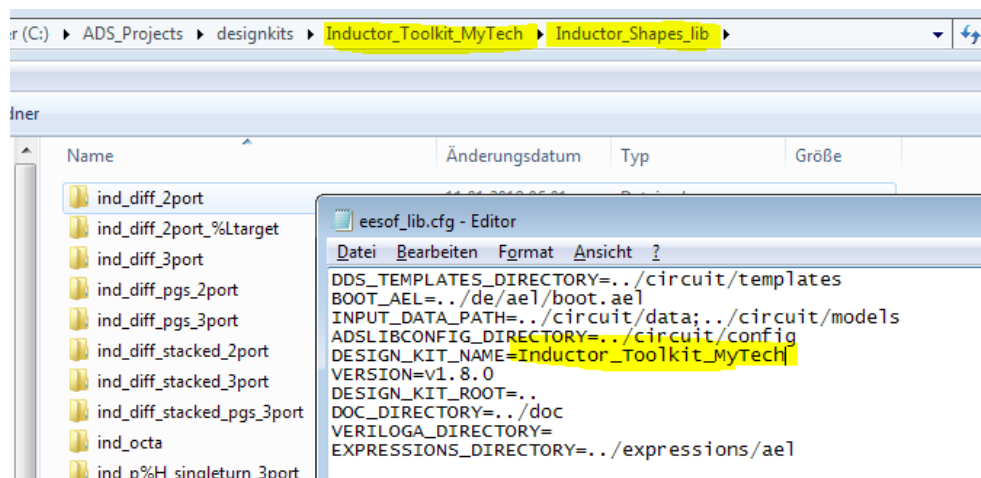 r (C:) ▸ ADS_Projects ▸ designkits ▸ Inductor_Toolkit_MyTech ▸ Inductor_Shapes_lib ▸
dner
Name Änderungsdatum Typ Größe
ind_diff_2port
ind_diff_2port_%Ltarget
ind_diff_3port
ind_diff_pgs_2port
ind_diff_pgs_3port
ind_diff_stacked_2port
ind_diff_stacked_3port
ind_diff_stacked_pgs_3port
ind_octa
ind_p%H_singleturn_3port
eesof_lib.cfg - Editor
Datei Bearbeiten Format Ansicht ?
DDS_TEMPLATES_DIRECTORY=../circuit/templates
BOOT_AEL=../de/ael/boot.ael
INPUT_DATA_PATH=../circuit/data;../circuit/models
ADSLIBCONFIG_DIRECTORY=../circuit/config
DESIGN_KIT_NAME=Inductor_Toolkit_MyTech
VERSION=v1.8.0
DESIGN_KIT_ROOT=..
DOC_DIRECTORY=../doc
VERILOGA_DIRECTORY=
EXPRESSIONS_DIRECTORY=../expressions/ael